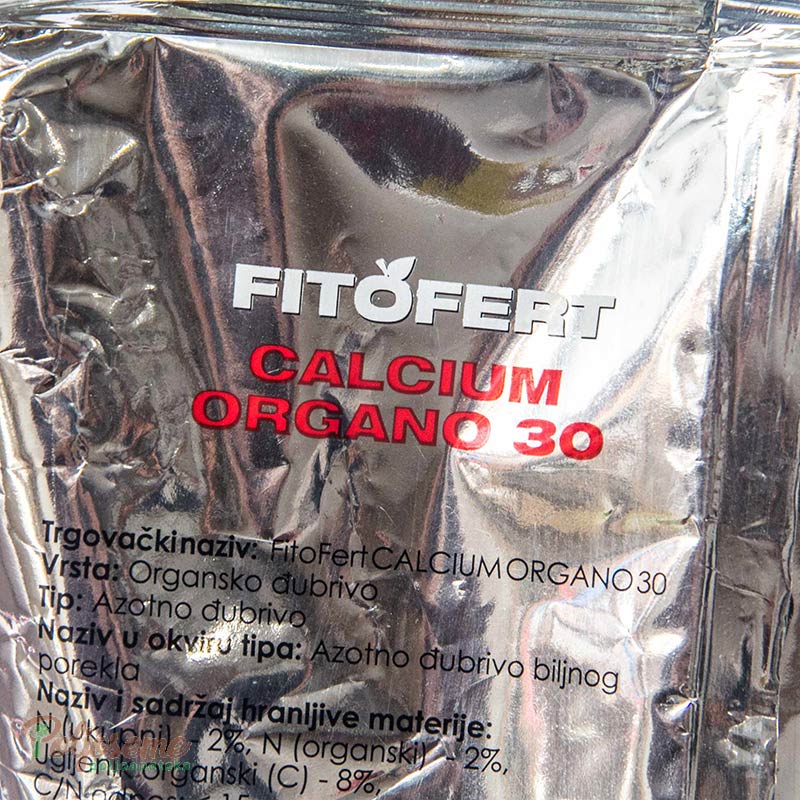 FITOFERT
CALCIUM
ORGANO 30
Trgovački naziv: FitoFert CALCIUM ORGANO 30
Vrsta: Organsko đubrivo
Tip: Azotno đubrivo
Naziv u okviru tipa: Azotno đubrivo biljnog
porekla
Naziv i sadržaj hranljive materije:
N (ukupni) - 2%, N (organski) - 2%,
Ugljenik organski (C) - 8%,
C/N